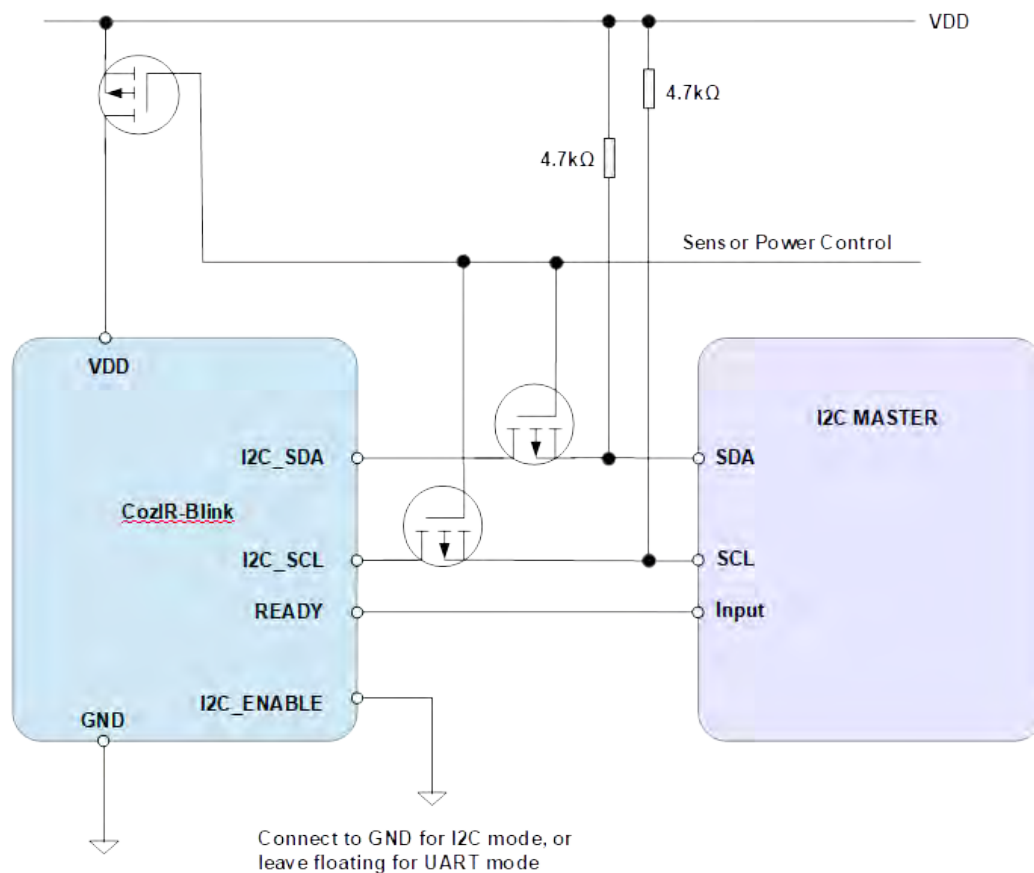 VDD
4.7kΩ
4.7kΩ
Sensor Power Control
VDD
I2C MASTER
I2C_SDA
SDA
CozIR-Blink
I2C_SCL
SCL
READY
Input
I2C_ENABLE
GND
Connect to GND for I2C mode, or
leave floating for UART mode